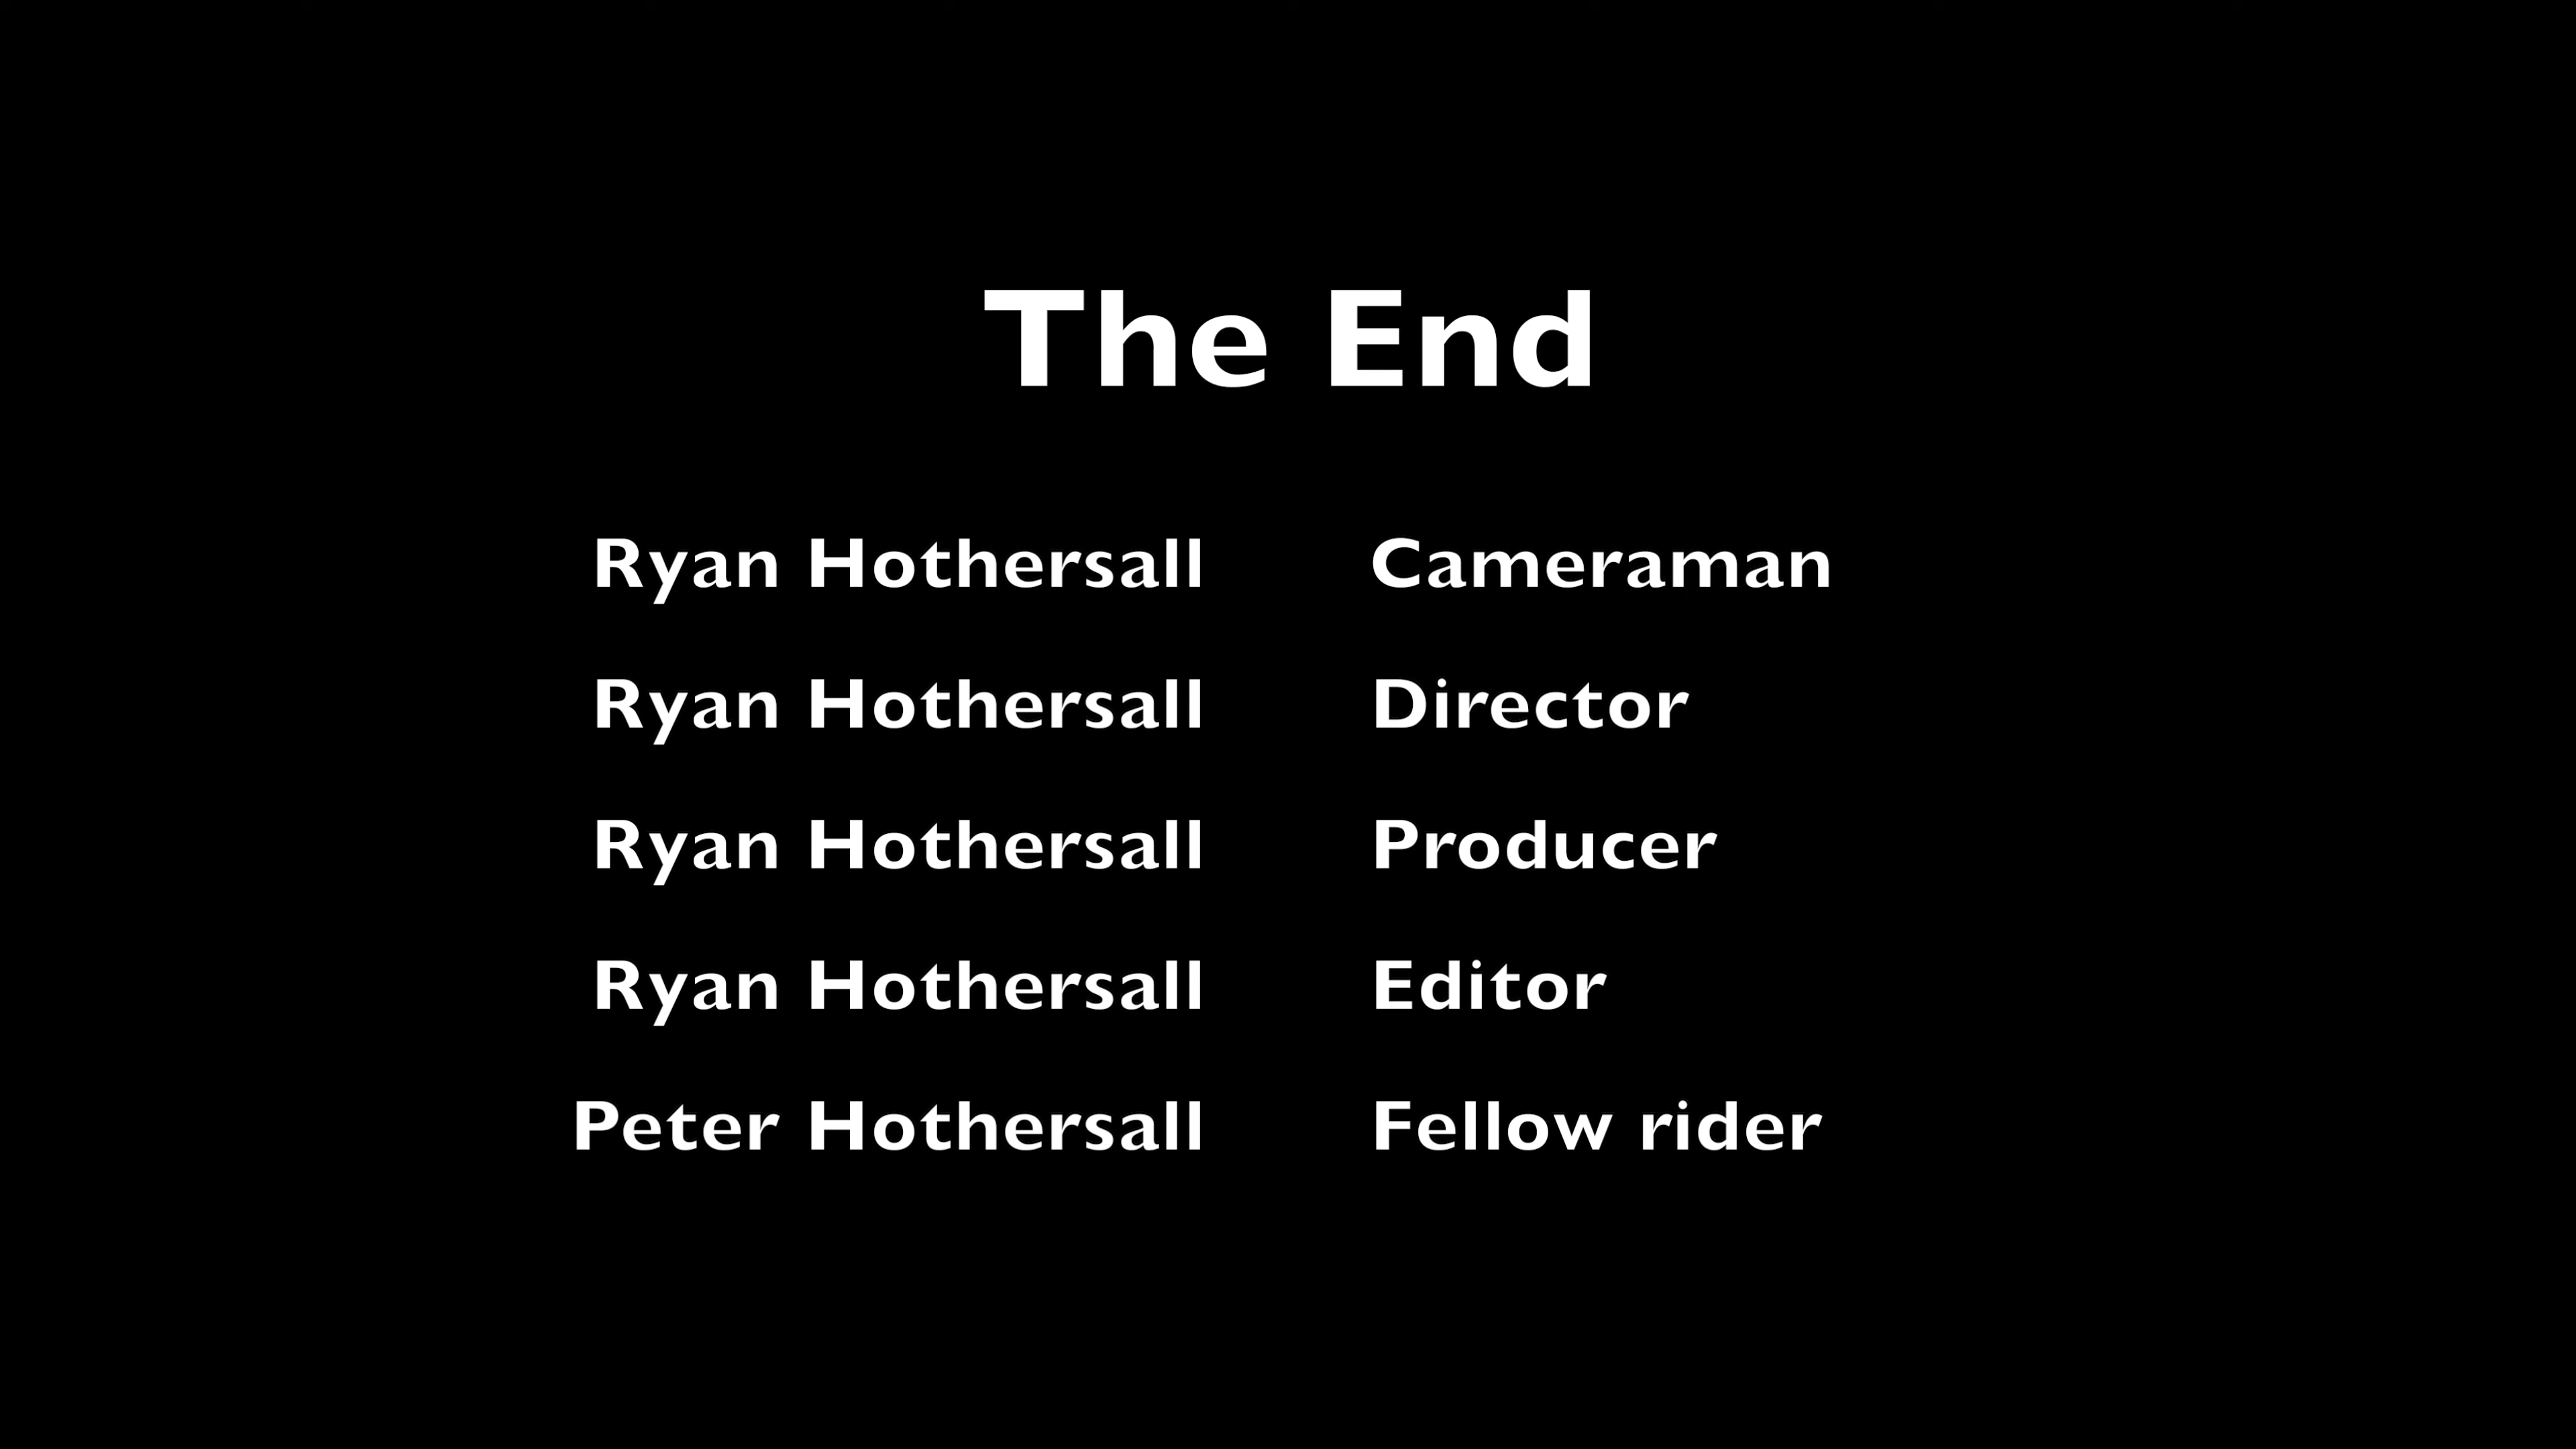 The End
Ryan Hothersall Cameraman
Ryan Hothersall Director
Ryan Hothersall Producer
Ryan Hothersall Editor
Peter Hothersall Fellow rider